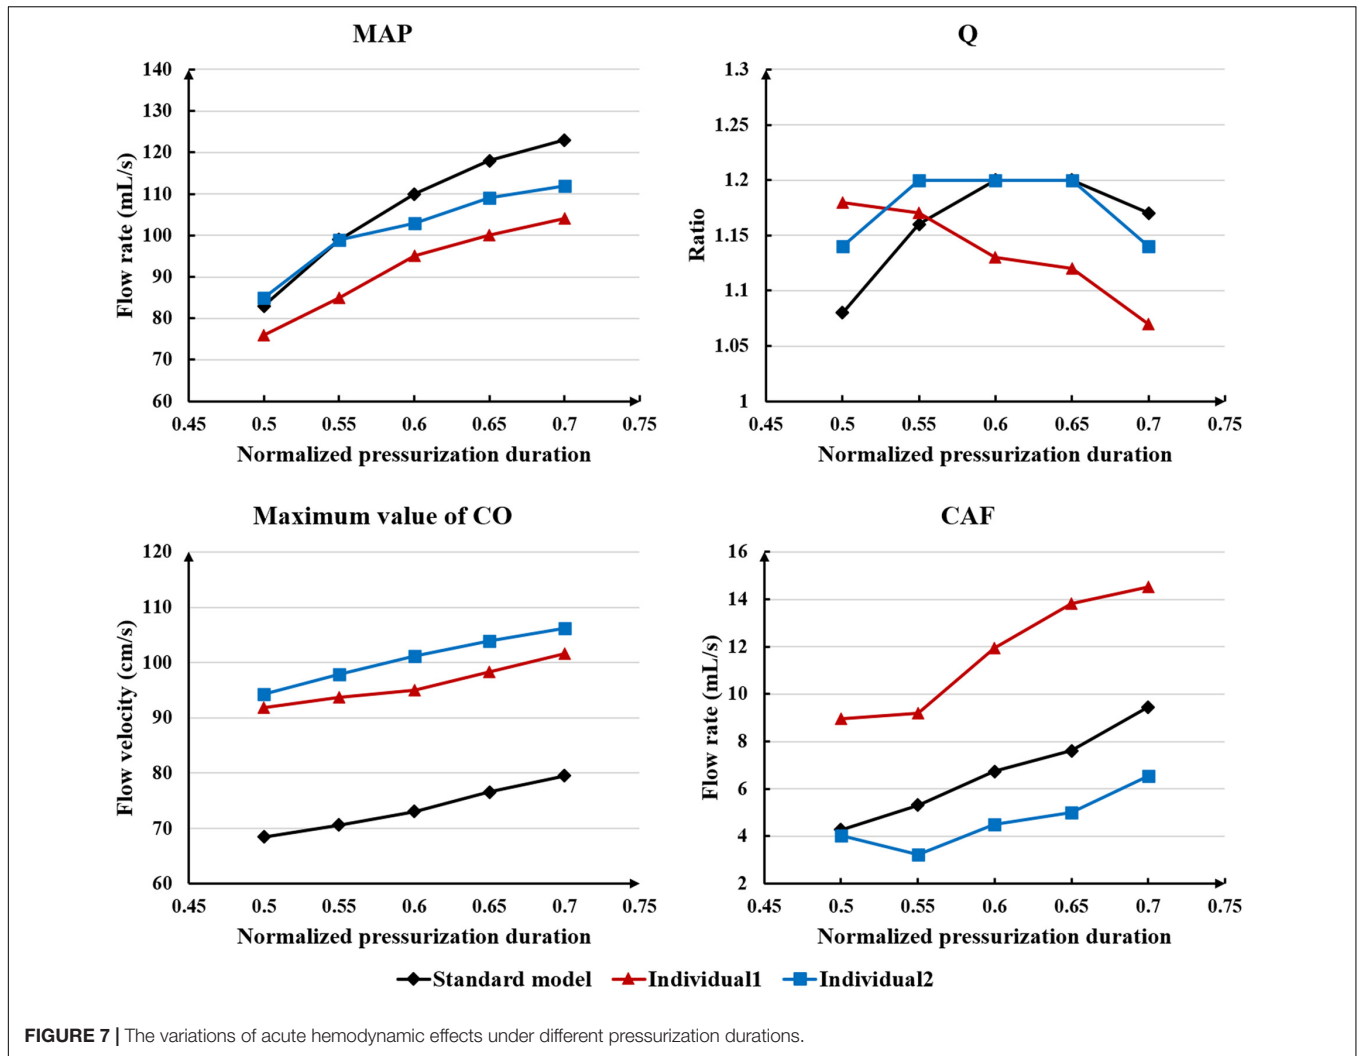 MAP
Flow rate (mL/s)
140
130
120
110
100
90
80
70
60
0.45 0.5 0.55 0.6 0.65 0.7 0.75
Normalized pressurization duration
Q
Ratio
1.3
1.25
1.2
1.15
1.1
1.05
1
0.45 0.5 0.55 0.6 0.65 0.7 0.75
Normalized pressurization duration
Maximum value of CO
Flow velocity (cm/s)
120
110
100
90
80
70
60
0.45 0.5 0.55 0.6 0.65 0.7 0.75
Normalized pressurization duration
CAF
Flow rate (mL/s)
16
14
12
10
8
6
4
2
0.45 0.5 0.55 0.6 0.65 0.7 0.75
Normalized pressurization duration
Standard model Individual1 Individual2
FIGURE 7 | The variations of acute hemodynamic effects under different pressurization durations.